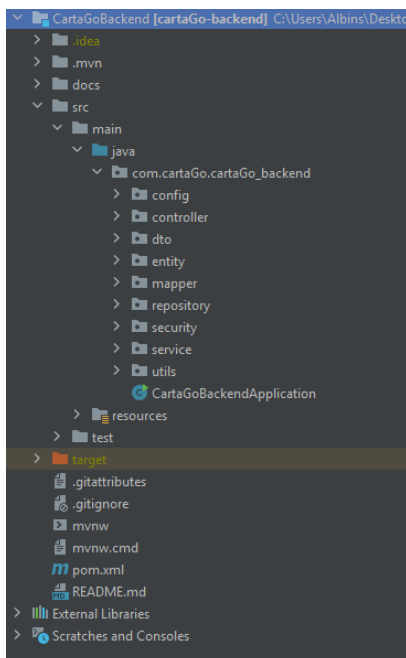 CartaGoBackend [cartaGo-backend] C:\Users\Albins\Deskto
.idea
.mvn
docs
src
main
java
com.cartaGo.cartaGo_backend
config
controller
dto
entity
mapper
repository
security
service
utils
CartaGoBackendApplication
resources
test
target
.gitattributes
.gitignore
mvnw
mvnw.cmd
pom.xml
README.md
External Libraries
Scratches and Consoles